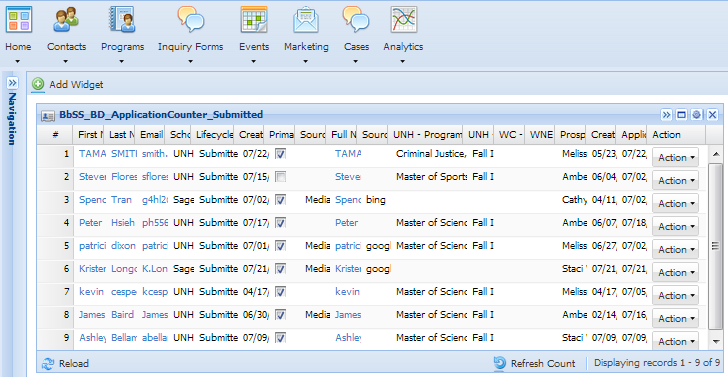 Home Contacts Programs Inquiry Forms Events Marketing Cases Analytics
Navigation
Add Widget
BbSS_BD_ApplicationCounter_Submitted
# First N Last N Email Scho Lifecycle Creat Prima Sourc Full N Sourc UNH - Program UNH - WC - WNE Prosp Creat Applic Action
1 TAMA SMITH smith. UNH Submitte 07/22, TAMA Criminal Justice, Fall I Meliss 05/23, 07/22, Action
2 Steven Flores sflores UNH Submitte 07/15/ Steve Master of Sports Fall I Ambe 06/04, 07/02, Action
3 Spenc Tran g4hl2 Sage Submitte 07/02, Media Spenc bing Cathy 04/11, 07/02, Action
4 Peter Hsieh ph556 UNH Submitte 07/17/ Peter Master of Scienc Fall I Ambe 06/07, 07/18, Action
5 patrici dixon patrici UNH Submitte 07/01/ Media patric googl Master of Scienc Fall I Meliss 06/27, 07/02, Action
6 Kristen Longo K.Lon Sage Submitte 07/21, Media Kriste googl Staci 07/21, 07/21, Action
7 kevin cespe kcesp UNH Submitte 04/17/ kevin Master of Scienc Fall I Meliss 04/17, 07/05, Action
8 James Baird James UNH Submitte 06/30/ Media James Master of Scienc Fall I Ambe 02/14, 07/16, Action
9 Ashley Bellam abella UNH Submitte 07/09, Ashley Master of Scienc Fall I Staci 07/09, 07/09, Action
Reload Refresh Count Displaying records 1 - 9 of 9